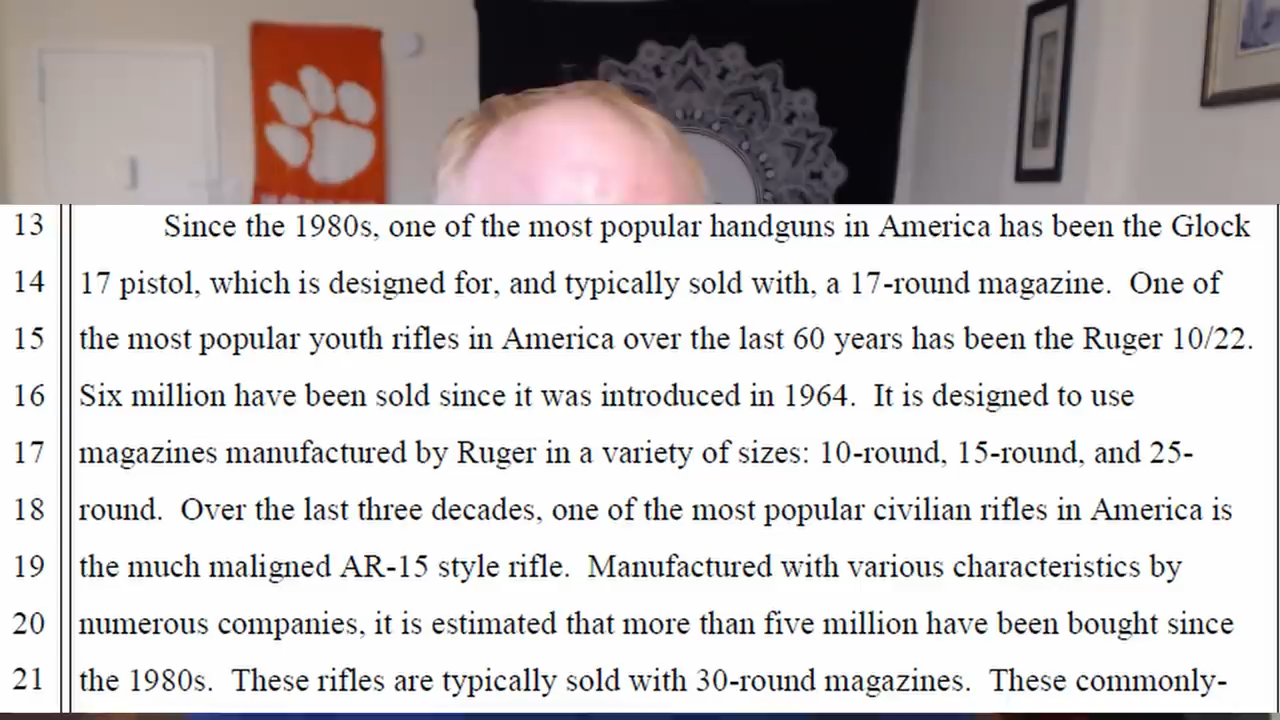 13 Since the 1980s, one of the most popular handguns in America has been the Glock
14 17 pistol, which is designed for, and typically sold with, a 17-round magazine.  One of
15 the most popular youth rifles in America over the last 60 years has been the Ruger 10/22.
16 Six million have been sold since it was introduced in 1964.  It is designed to use
17 magazines manufactured by Ruger in a variety of sizes: 10-round, 15-round, and 25-
18 round.  Over the last three decades, one of the most popular civilian rifles in America is
19 the much maligned AR-15 style rifle.  Manufactured with various characteristics by
20 numerous companies, it is estimated that more than five million have been bought since
21 the 1980s.  These rifles are typically sold with 30-round magazines.  These commonly-